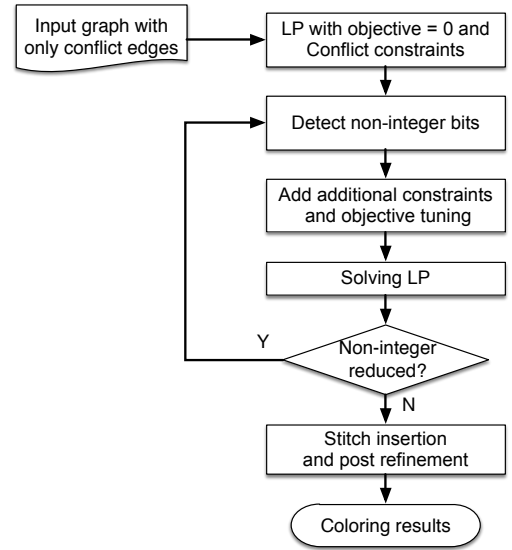 Input graph with
only conflict edges
LP with objective = 0 and
Conflict constraints
Detect non-integer bits
Add additional constraints
and objective tuning
Solving LP
Non-integer
reduced?
Y
N
Stitch insertion
and post refinement
Coloring results